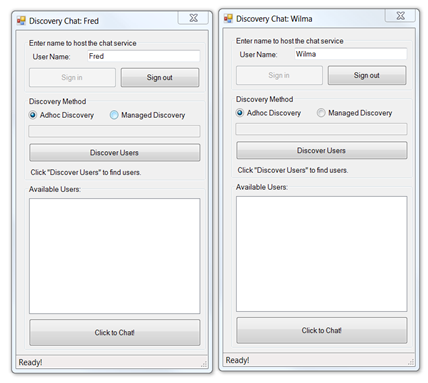 Discovery Chat: Fred
Enter name to host the chat service
User Name: Fred
Sign in Sign out
Discovery Method
Adhoc Discovery Managed Discovery
Discover Users
Click "Discover Users" to find users.
Available Users:
Click to Chat!
Ready!
Discovery Chat: Wilma
Enter name to host the chat service
User Name: Wilma
Sign in Sign out
Discovery Method
Adhoc Discovery Managed Discovery
Discover Users
Click "Discover Users" to find users.
Available Users:
Click to Chat!
Ready!